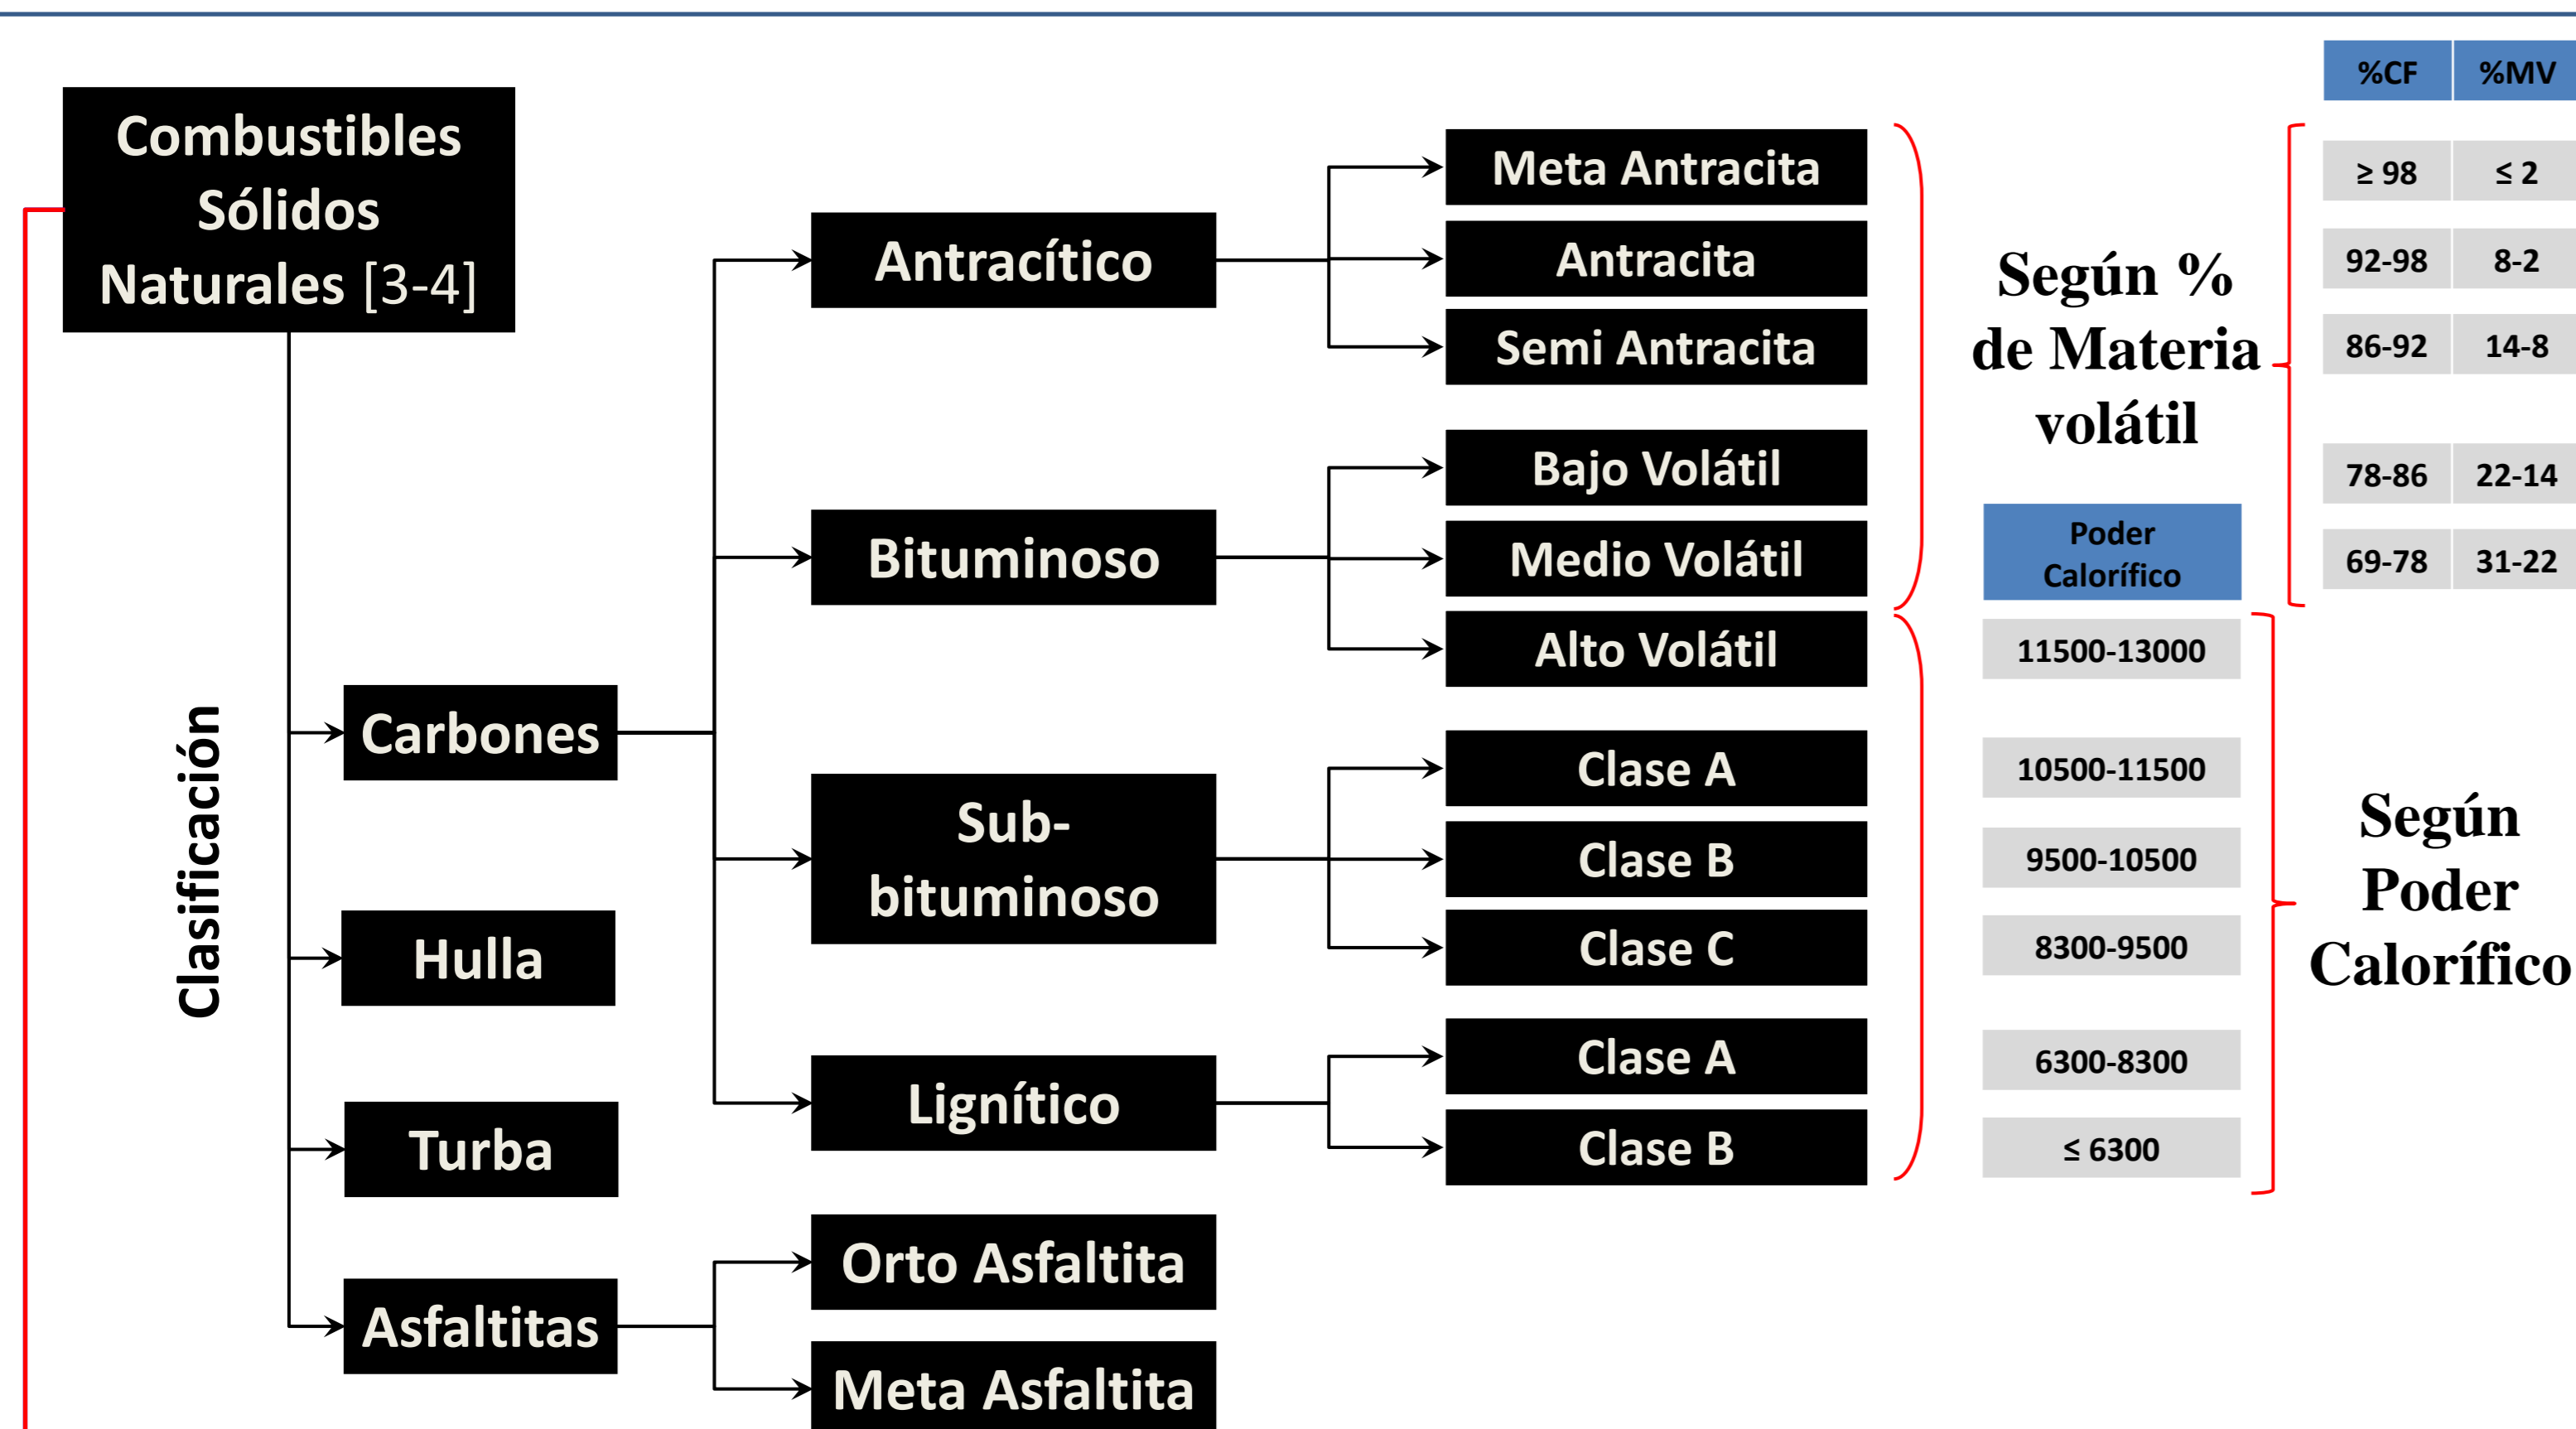 %CF %MV
Combustibles
Sólidos
Naturales [3-4]
Clasificación
Carbones
Hulla
Turba
Asfaltitas
Antracítico
Bituminoso
Sub-
bituminoso
Lignítico
Orto Asfaltita
Meta Asfaltita
Meta Antracita
Antracita
Semi Antracita
Bajo Volátil
Medio Volátil
Alto Volátil
Clase A
Clase B
Clase C
Clase A
Clase B
Según %
de Materia
volátil
≥ 98 ≤ 2
92-98 8-2
86-92 14-8
78-86 22-14
69-78 31-22
Poder
Calorífico
11500-13000
10500-11500
9500-10500
8300-9500
6300-8300
≤ 6300
Según
Poder
Calorífico